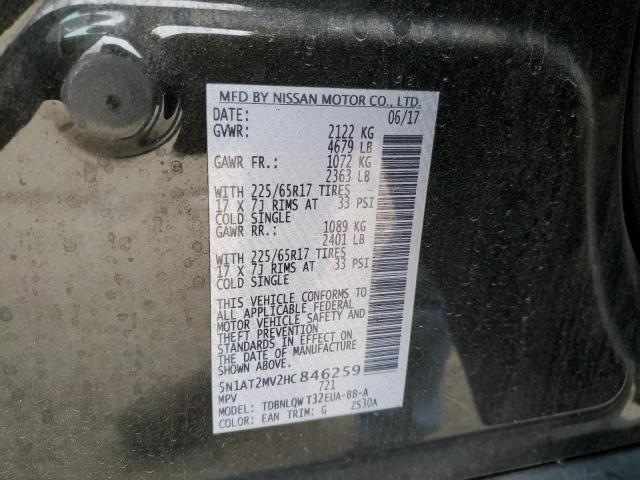 MFD BY NISSAN MOTOR CO., LTD.
DATE: 06/17
GVWR: 2122 KG
4679 LB
GAWR FR.: 1072 KG
2363 LB
WITH 225/65R17 TIRES
17 X 7J RIMS AT 33 PSI
COLD SINGLE
GAWR RR.: 1089 KG
2401 LB
WITH 225/65R17 TIRES
17 X 7J RIMS AT 33 PSI
COLD SINGLE
THIS VEHICLE CONFORMS TO
ALL APPLICABLE FEDERAL
MOTOR VEHICLE SAFETY AND
THEFT PREVENTION
STANDARDS IN EFFECT ON
THE DATE OF MANUFACTURE
SHOWN ABOVE.
5N1AT2MV2HC846259
MPV 721
MODEL: TDBNLQW T32EUA-BB-A
COLOR: EAN TRIM: G ZS30A